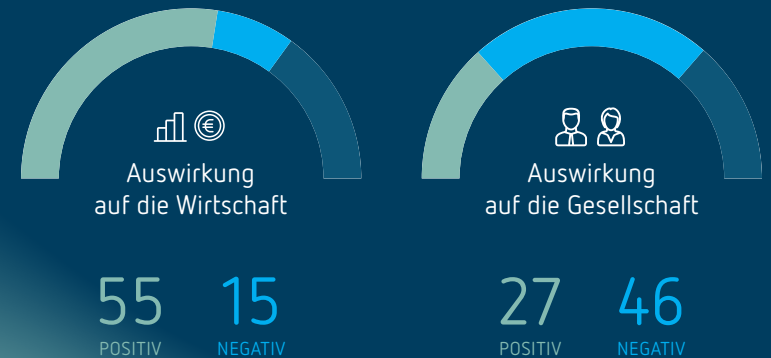 €
Auswirkung
auf die Wirtschaft
55
POSITIV
15
NEGATIV
Auswirkung
auf die Gesellschaft
27
POSITIV
46
NEGATIV